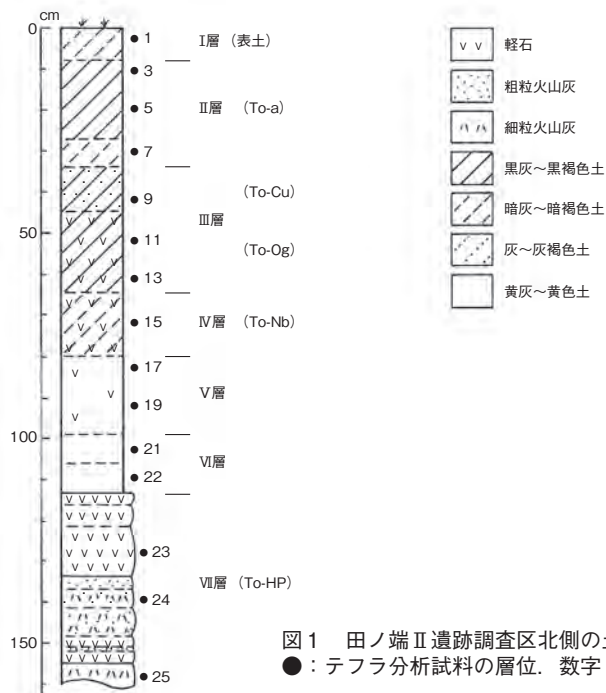 0
cm
1
Ⅰ層（表土）
3
5
Ⅱ層 (To-a)
7
9
(To-Cu)
Ⅲ層
50
11
(To-Og)
13
15
Ⅳ層 (To-Nb)
17
Ⅴ層
19
100
21
Ⅵ層
22
23
Ⅶ層 (To-HP)
24
150
25
軽石
粗粒火山灰
細粒火山灰
黒灰～黒褐色土
暗灰～暗褐色土
灰～灰褐色土
黄灰～黄色土
図1 田ノ端Ⅱ遺跡調査区北側の
●：テフラ分析試料の層位．数字